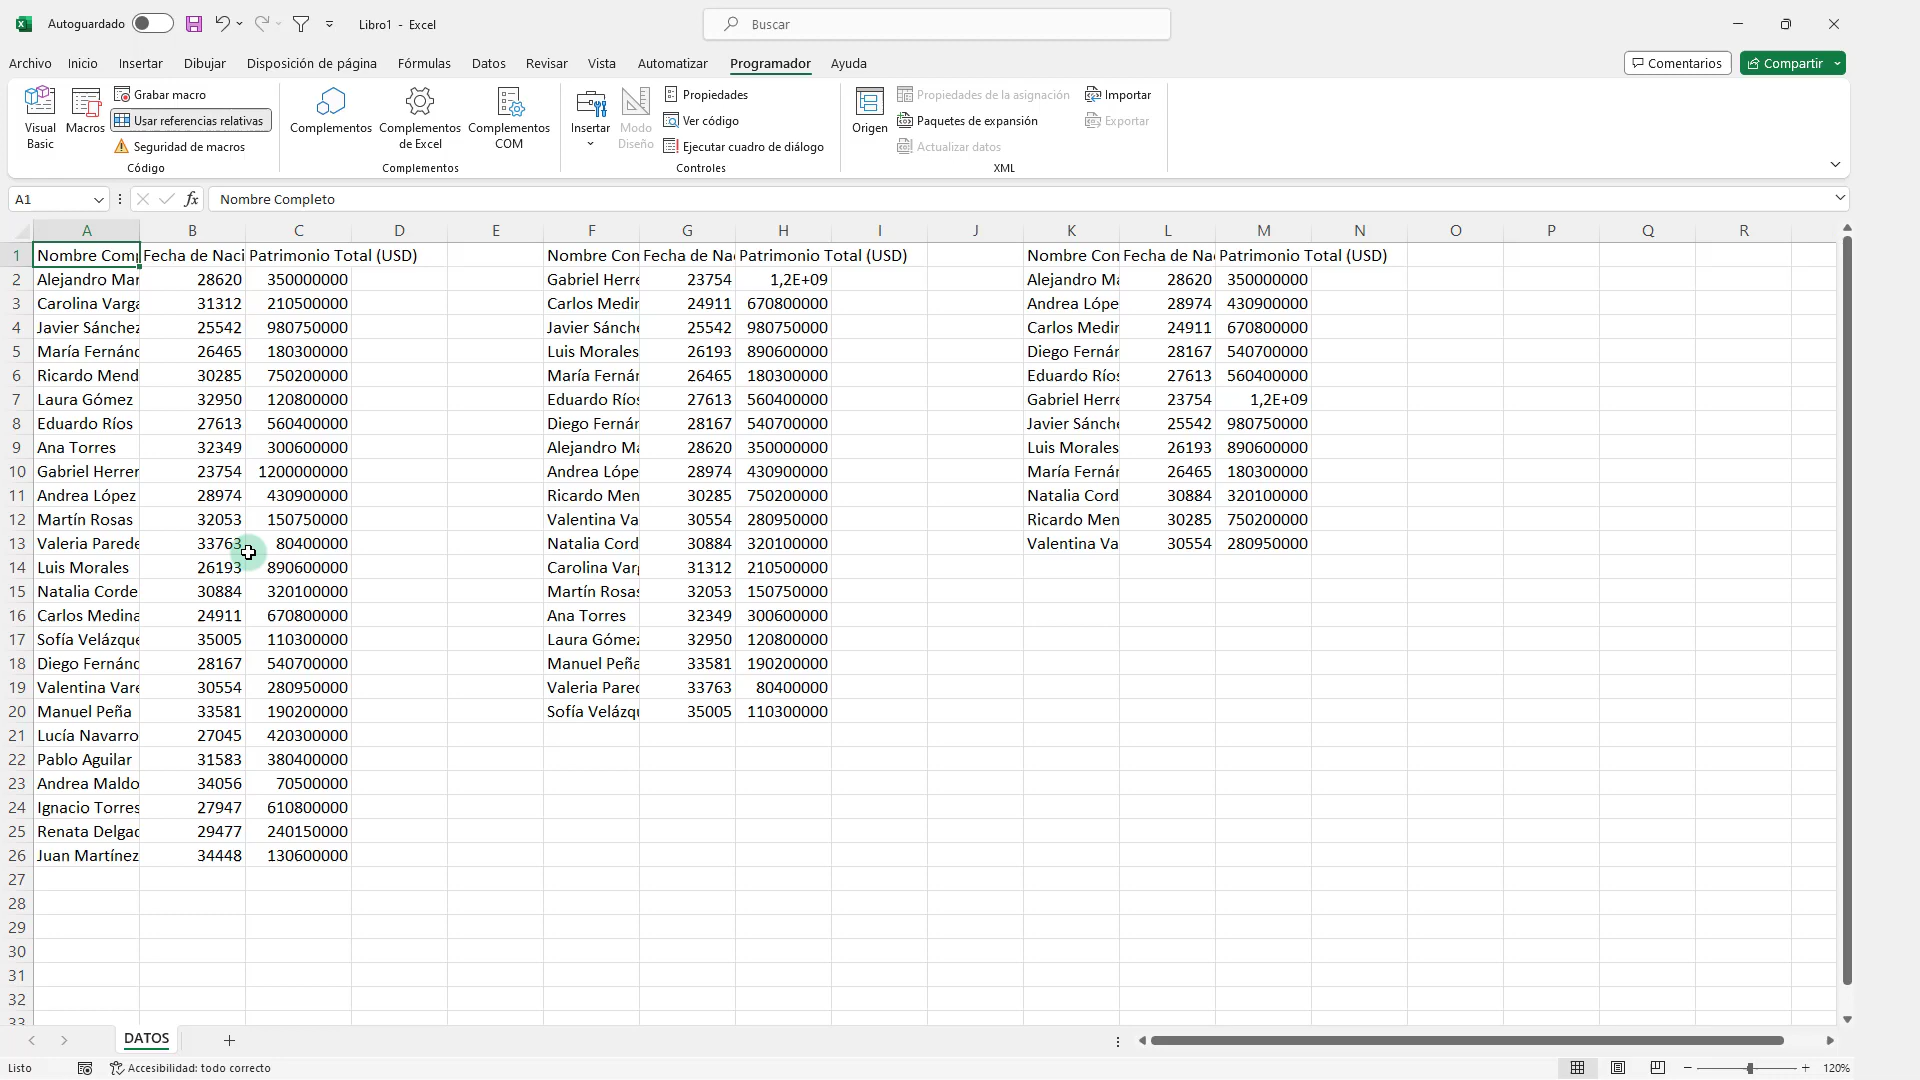 Autoguardado Libro1 - Excel Buscar
Archivo Inicio Insertar Dibujar Disposición de página Fórmulas Datos Revisar Vista Automatizar Programador Ayuda Comentarios Compartir
Visual Basic
Macros
Grabar macro
Usar referencias relativas
Seguridad de macros
Código
Complementos
Complementos de Excel
Complementos COM
Complementos
Insertar
Modo Diseño
Propiedades
Ver código
Ejecutar cuadro de diálogo
Controles
Origen
Propiedades de la asignación
Paquetes de expansión
Actualizar datos
Importar
Exportar
XML
A1 fx Nombre Completo
A B C D E F G H I J K L M N O P Q R
1 Nombre Comp Fecha de Naci Patrimonio Total (USD) Nombre Con Fecha de Na Patrimonio Total (USD) Nombre Con Fecha de Na Patrimonio Total (USD)
2 Alejandro Mar 28620 350000000 Gabriel Herre 23754 1,2E+09 Alejandro Ma 28620 350000000
3 Carolina Varga 31312 210500000 Carlos Medir 24911 670800000 Andrea Lópe 28974 430900000
4 Javier Sánchez 25542 980750000 Javier Sánche 25542 980750000 Carlos Medir 24911 670800000
5 María Fernánd 26465 180300000 Luis Morales 26193 890600000 Diego Fernár 28167 540700000
6 Ricardo Mend 30285 750200000 María Fernár 26465 180300000 Eduardo Ríos 27613 560400000
7 Laura Gómez 32950 120800000 Eduardo Ríos 27613 560400000 Gabriel Herre 23754 1,2E+09
8 Eduardo Ríos 27613 560400000 Diego Fernár 28167 540700000 Javier Sánche 25542 980750000
9 Ana Torres 32349 300600000 Alejandro Ma 28620 350000000 Luis Morales 26193 890600000
10 Gabriel Herrer 23754 1200000000 Andrea Lópe 28974 430900000 María Fernár 26465 180300000
11 Andrea López 28974 430900000 Ricardo Men 30285 750200000 Natalia Cord 30884 320100000
12 Martín Rosas 32053 150750000 Valentina Va 30554 280950000 Ricardo Men 30285 750200000
13 Valeria Parede 33763 80400000 Natalia Cord 30884 320100000 Valentina Va 30554 280950000
14 Luis Morales 26193 890600000 Carolina Varg 31312 210500000
15 Natalia Corde 30884 320100000 Martín Rosas 32053 150750000
16 Carlos Medina 24911 670800000 Ana Torres 32349 300600000
17 Sofía Velázque 35005 110300000 Laura Gómez 32950 120800000
18 Diego Fernánd 28167 540700000 Manuel Peña 33581 190200000
19 Valentina Vare 30554 280950000 Valeria Pared 33763 80400000
20 Manuel Peña 33581 190200000 Sofía Velázqu 35005 110300000
21 Lucía Navarro 27045 420300000
22 Pablo Aguilar 31583 380400000
23 Andrea Maldo 34056 70500000
24 Ignacio Torres 27947 610800000
25 Renata Delgad 29477 240150000
26 Juan Martínez 34448 130600000
27
28
29
30
31
32
33
DATOS
Listo Accesibilidad: todo correcto 120%